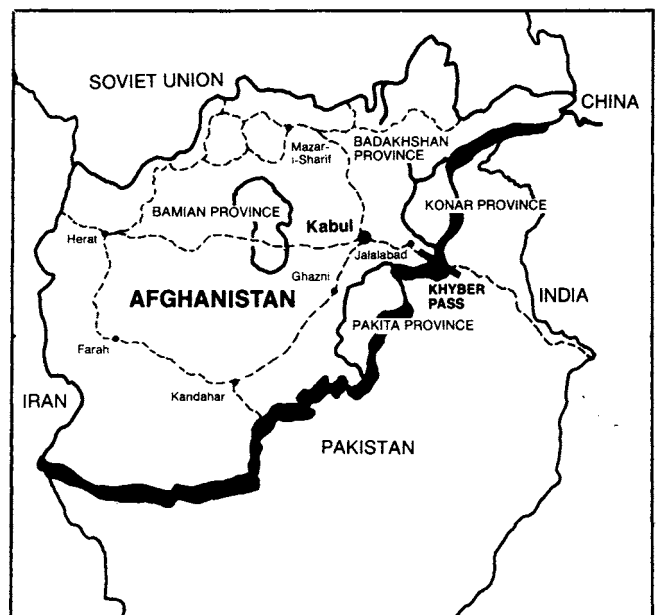 SOVIET UNION
CHINA
Mazar-
i-Sharif
BADAKHSHAN
PROVINCE
BAMIAN PROVINCE
KONAR PROVINCE
Kabul
Herat
Jalalabad
Ghazni
KHYBER
PASS
INDIA
AFGHANISTAN
PAKITA PROVINCE
Farah
IRAN
Kandahar
PAKISTAN